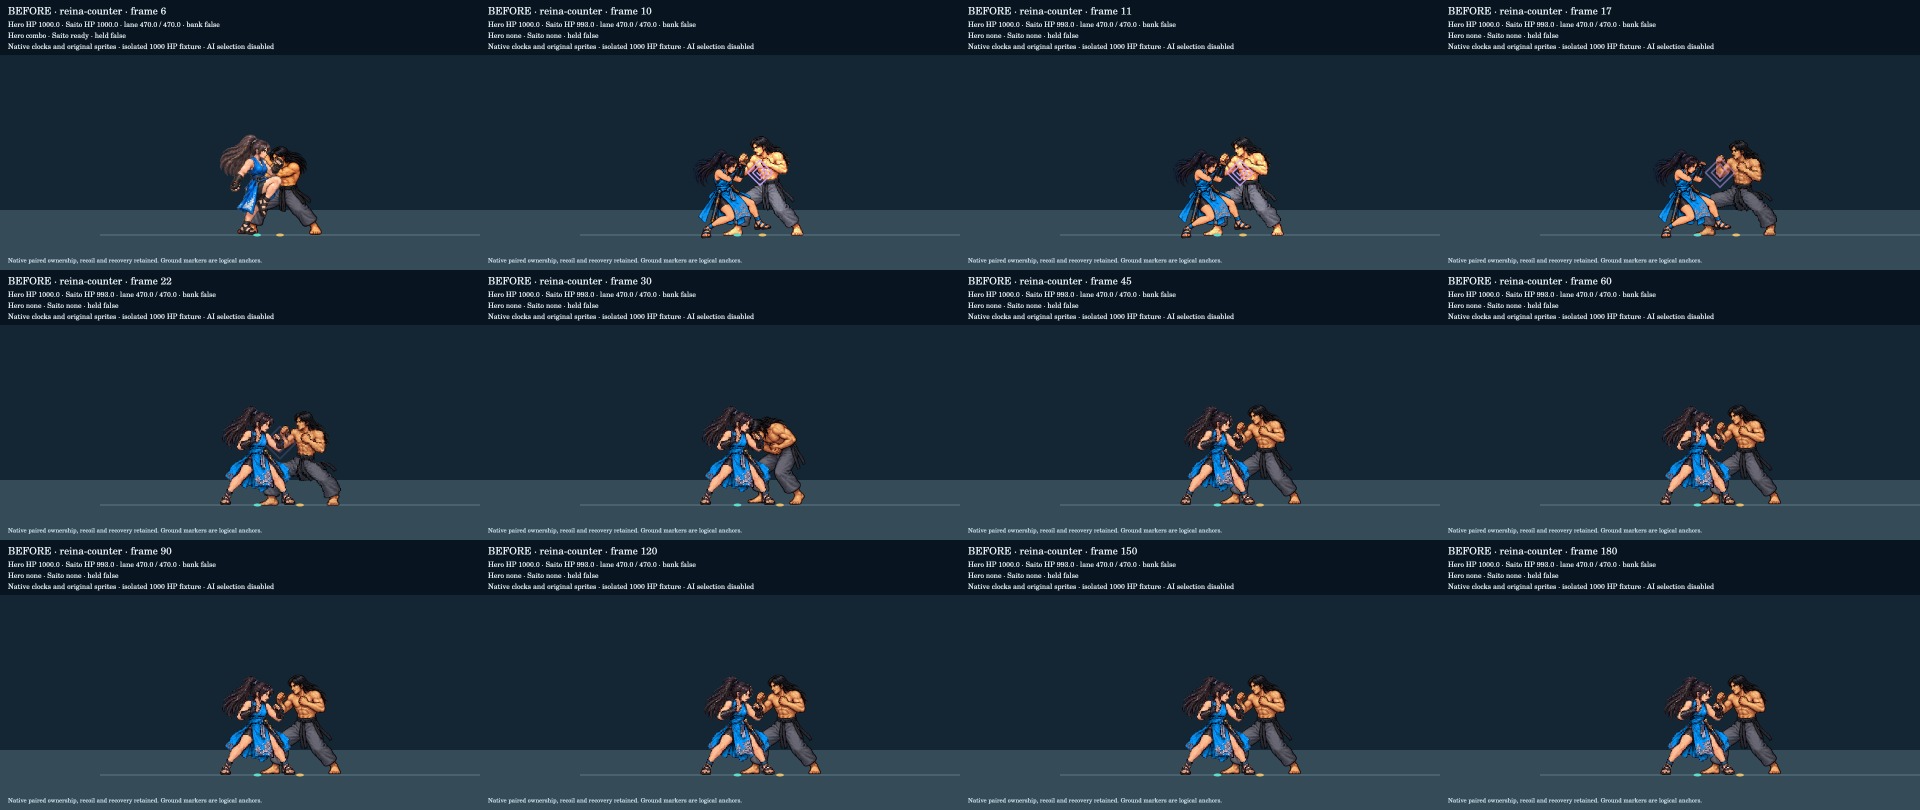 BEFORE · reina-counter · frame 6
Hero HP 1000.0 · Saito HP 1000.0 · lane 470.0 / 470.0 · bank false
Hero combo · Saito ready · held false
Native clocks and original sprites · isolated 1000 HP fixture · AI selection disabled
Native paired ownership, recoil and recovery retained. Ground markers are logical anchors.
BEFORE · reina-counter · frame 10
Hero HP 1000.0 · Saito HP 993.0 · lane 470.0 / 470.0 · bank false
Hero none · Saito none · held false
Native clocks and original sprites · isolated 1000 HP fixture · AI selection disabled
Native paired ownership, recoil and recovery retained. Ground markers are logical anchors.
BEFORE · reina-counter · frame 11
Hero HP 1000.0 · Saito HP 993.0 · lane 470.0 / 470.0 · bank false
Hero none · Saito none · held false
Native clocks and original sprites · isolated 1000 HP fixture · AI selection disabled
Native paired ownership, recoil and recovery retained. Ground markers are logical anchors.
BEFORE · reina-counter · frame 17
Hero HP 1000.0 · Saito HP 993.0 · lane 470.0 / 470.0 · bank false
Hero none · Saito none · held false
Native clocks and original sprites · isolated 1000 HP fixture · AI selection disabled
Native paired ownership, recoil and recovery retained. Ground markers are logical anchors.
BEFORE · reina-counter · frame 22
Hero HP 1000.0 · Saito HP 993.0 · lane 470.0 / 470.0 · bank false
Hero none · Saito none · held false
Native clocks and original sprites · isolated 1000 HP fixture · AI selection disabled
Native paired ownership, recoil and recovery retained. Ground markers are logical anchors.
BEFORE · reina-counter · frame 30
Hero HP 1000.0 · Saito HP 993.0 · lane 470.0 / 470.0 · bank false
Hero none · Saito none · held false
Native clocks and original sprites · isolated 1000 HP fixture · AI selection disabled
Native paired ownership, recoil and recovery retained. Ground markers are logical anchors.
BEFORE · reina-counter · frame 45
Hero HP 1000.0 · Saito HP 993.0 · lane 470.0 / 470.0 · bank false
Hero none · Saito none · held false
Native clocks and original sprites · isolated 1000 HP fixture · AI selection disabled
Native paired ownership, recoil and recovery retained. Ground markers are logical anchors.
BEFORE · reina-counter · frame 60
Hero HP 1000.0 · Saito HP 993.0 · lane 470.0 / 470.0 · bank false
Hero none · Saito none · held false
Native clocks and original sprites · isolated 1000 HP fixture · AI selection disabled
Native paired ownership, recoil and recovery retained. Ground markers are logical anchors.
BEFORE · reina-counter · frame 90
Hero HP 1000.0 · Saito HP 993.0 · lane 470.0 / 470.0 · bank false
Hero none · Saito none · held false
Native clocks and original sprites · isolated 1000 HP fixture · AI selection disabled
Native paired ownership, recoil and recovery retained. Ground markers are logical anchors.
BEFORE · reina-counter · frame 120
Hero HP 1000.0 · Saito HP 993.0 · lane 470.0 / 470.0 · bank false
Hero none · Saito none · held false
Native clocks and original sprites · isolated 1000 HP fixture · AI selection disabled
Native paired ownership, recoil and recovery retained. Ground markers are logical anchors.
BEFORE · reina-counter · frame 150
Hero HP 1000.0 · Saito HP 993.0 · lane 470.0 / 470.0 · bank false
Hero none · Saito none · held false
Native clocks and original sprites · isolated 1000 HP fixture · AI selection disabled
Native paired ownership, recoil and recovery retained. Ground markers are logical anchors.
BEFORE · reina-counter · frame 180
Hero HP 1000.0 · Saito HP 993.0 · lane 470.0 / 470.0 · bank false
Hero none · Saito none · held false
Native clocks and original sprites · isolated 1000 HP fixture · AI selection disabled
Native paired ownership, recoil and recovery retained. Ground markers are logical anchors.